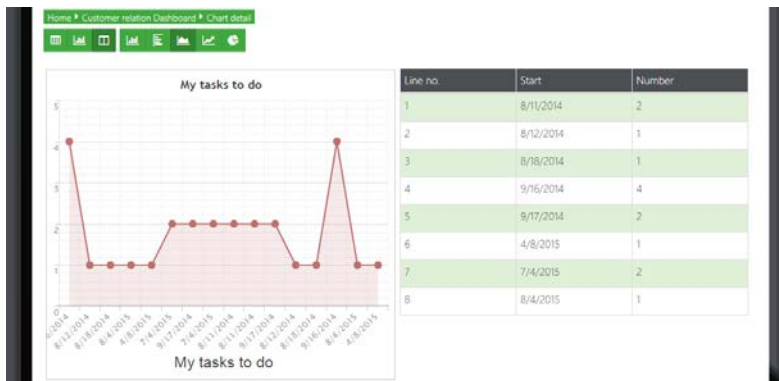 Home Customer relation Dashboard Chart detail
My tasks to do
5
4
3
2
1
0
8/12/2014
8/18/2014
8/4/2015
4/8/2015
7/4/2015
9/17/2014
7/4/2015
8/11/2014
8/11/2014
9/17/2014
8/12/2014
8/18/2014
9/16/2014
8/4/2015
4/8/2015
My tasks to do
Line no. Start Number
1 8/11/2014 2
2 8/12/2014 1
3 8/18/2014 1
4 9/16/2014 4
5 9/17/2014 2
6 4/8/2015 1
7 7/4/2015 2
8 8/4/2015 1